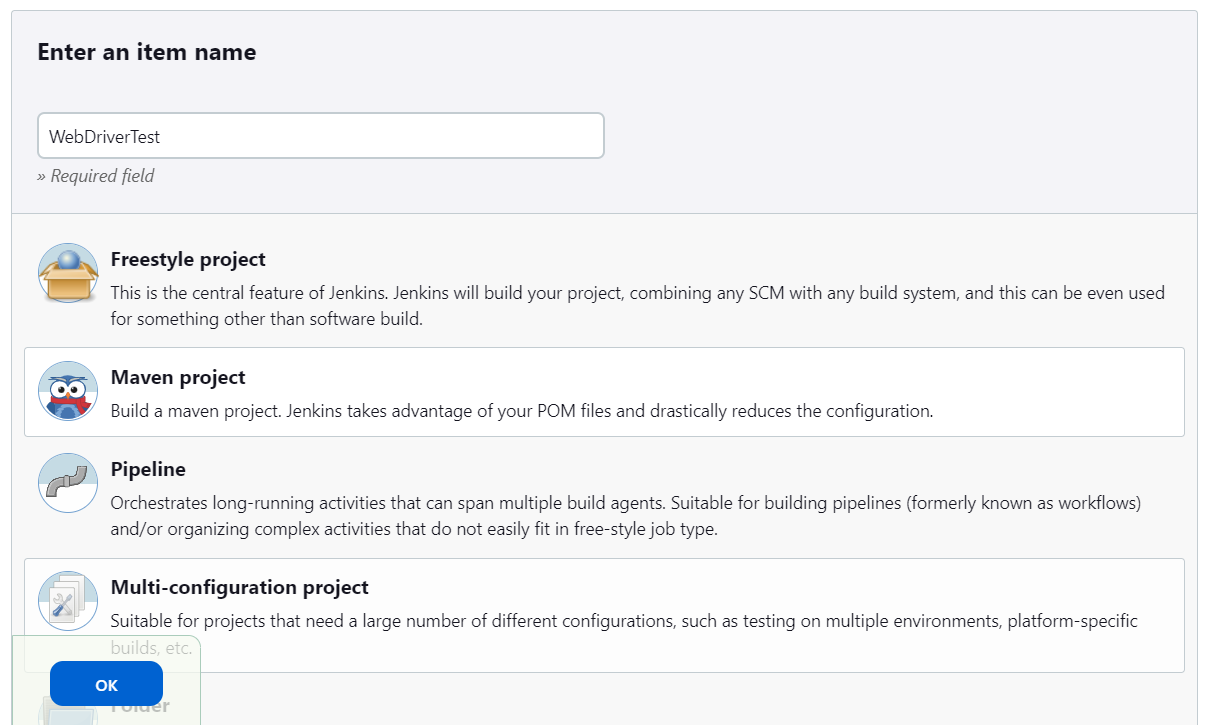 Enter an item name
WebDriverTest
» Required field
Freestyle project
This is the central feature of Jenkins. Jenkins will build your project, combining any SCM with any build system, and this can be even used
for something other than software build.
Maven project
Build a maven project. Jenkins takes advantage of your POM files and drastically reduces the configuration.
Pipeline
Orchestrates long-running activities that can span multiple build agents. Suitable for building pipelines (formerly known as workflows)
and/or organizing complex activities that do not easily fit in free-style job type.
Multi-configuration project
Suitable for projects that need a large number of different configurations, such as testing on multiple environments, platform-specific
builds, etc.
OK
Folder